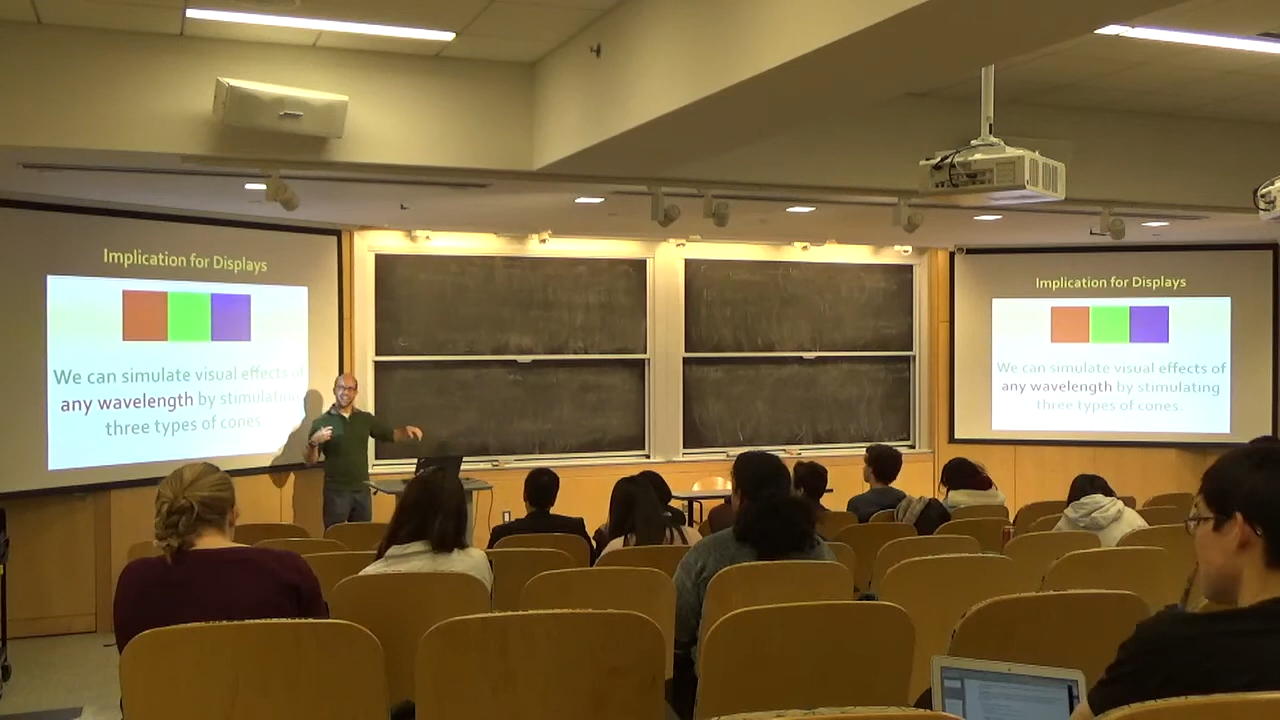 Implication for Displays
We can simulate visual effects of
any wavelength by stimulating
three types of cones
Implication for Displays
We can simulate visual effects of
any wavelength by stimulating
three types of cones.